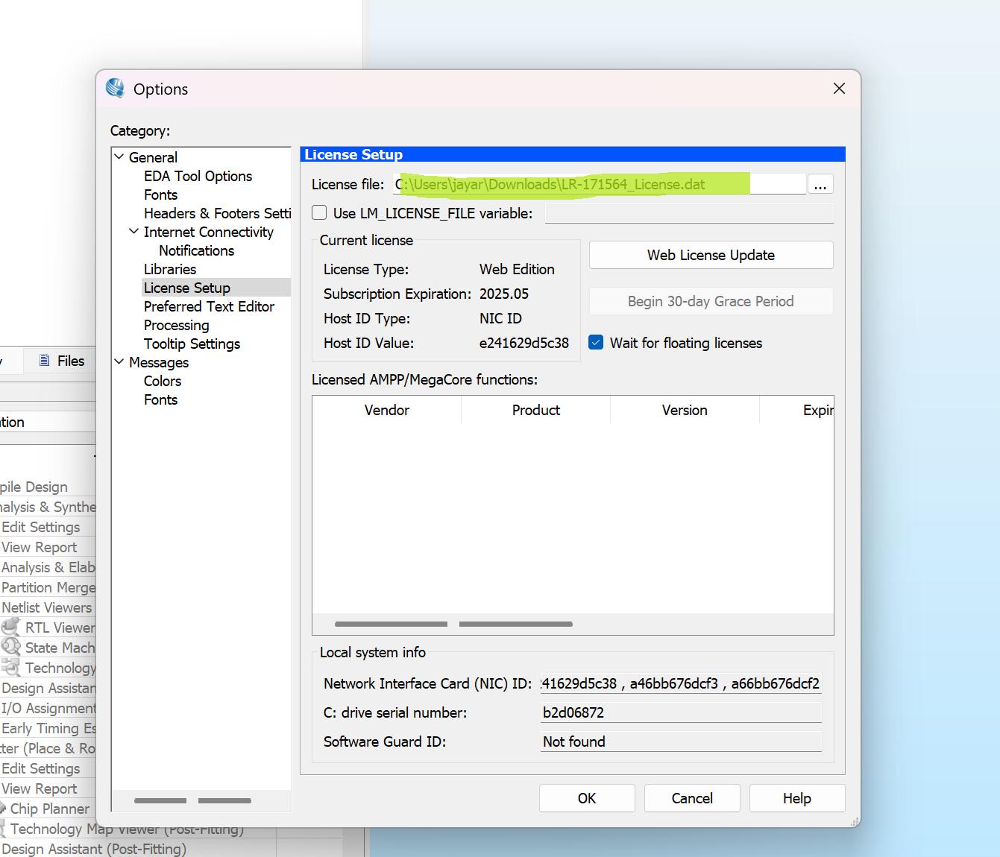 Options
Category:
General
EDA Tool Options
Fonts
Headers & Footers Setti
Internet Connectivity
Notifications
Libraries
License Setup
Preferred Text Editor
Processing
Tooltip Settings
Messages
Colors
Fonts
License Setup
License file: C:\Users\jayar\Downloads\LR-171564_License.dat ...
Use LM_LICENSE_FILE variable:
Current license
License Type: Web Edition
Subscription Expiration: 2025.05
Host ID Type: NIC ID
Host ID Value: e241629d5c38
Web License Update
Begin 30-day Grace Period
Wait for floating licenses
Licensed AMPP/MegaCore functions:
Vendor Product Version Expir
Local system info
Network Interface Card (NIC) ID: 241629d5c38 , a46bb676dcf3 , a66bb676dcf2
C: drive serial number: b2d06872
Software Guard ID: Not found
OK Cancel Help
Files
ation
pile Design
nalysis & Synthe
Edit Settings
View Report
Analysis & Elab
Partition Merge
Netlist Viewers
RTL Viewer
State Mach
Technology
Design Assistan
I/O Assignment
Early Timing Es
tter (Place & Ro
Edit Settings
View Report
Chip Planner
Technology Map Viewer (Post-Fitting)
Design Assistant (Post-Fitting)